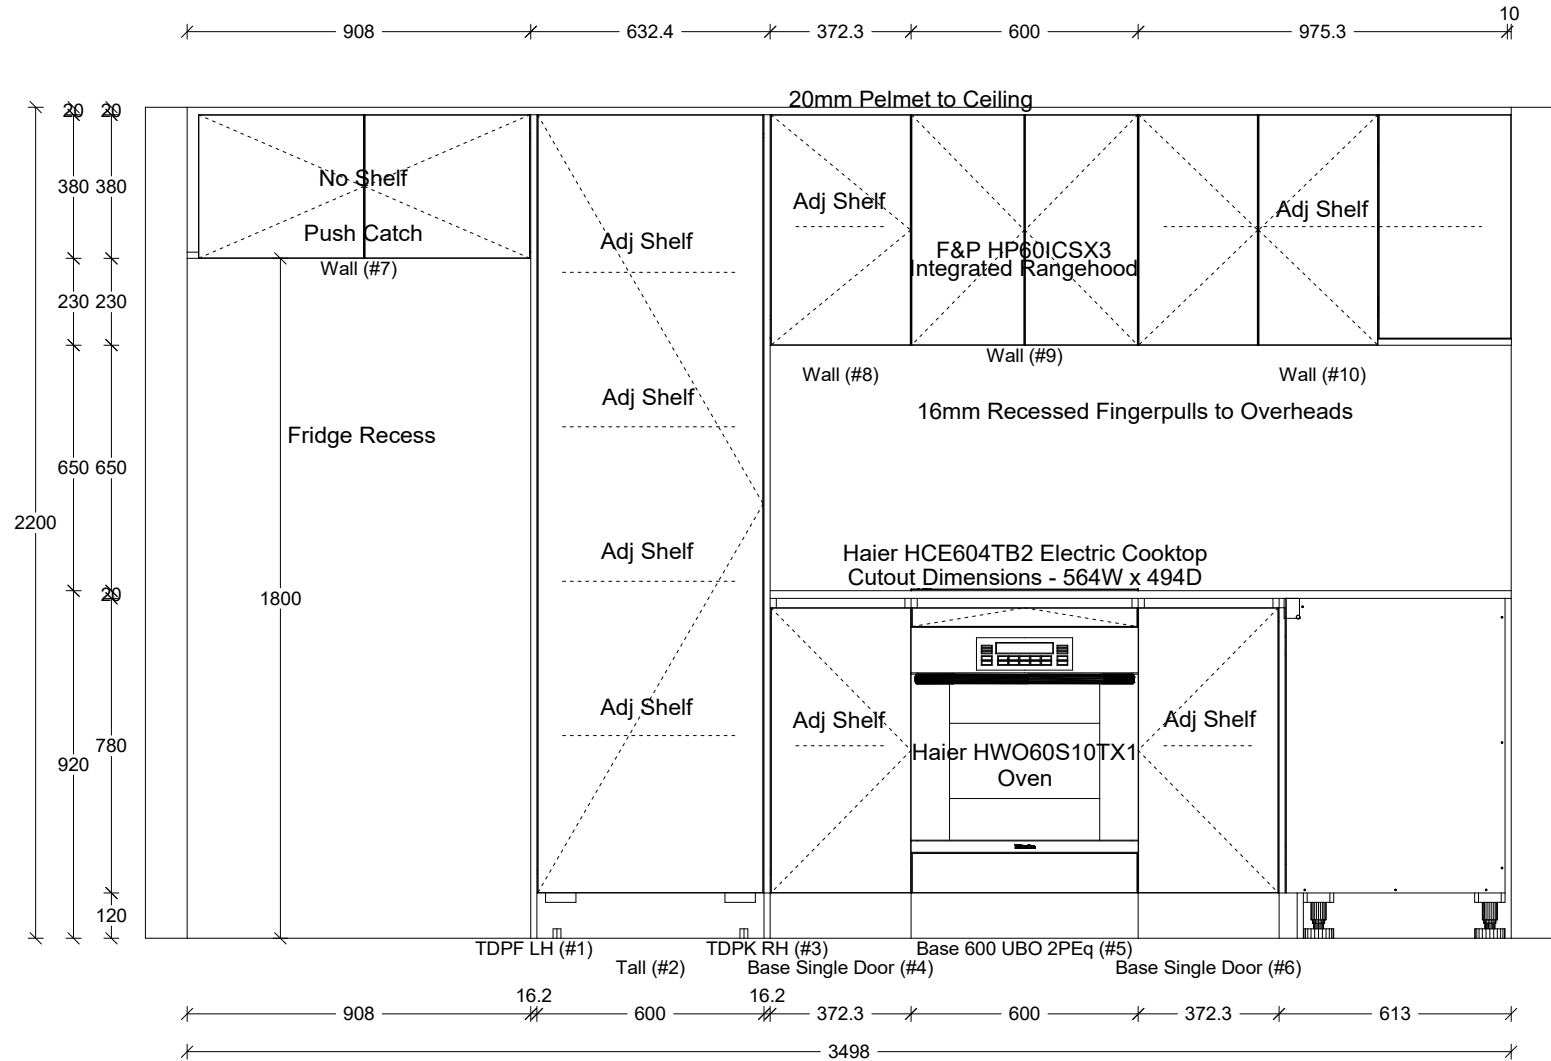 10
908 632.4 372.3 600 975.3
20mm Pelmet to Ceiling
20 20
380 380
No Shelf
Push Catch
Wall (#7)
Adj Shelf
Adj Shelf
Adj Shelf
F&P HP60ICSX3
Integrated Rangehood
230 230
Wall (#8)
Wall (#9)
Wall (#10)
Adj Shelf
16mm Recessed Fingerpulls to Overheads
Fridge Recess
650 650
2200
Adj Shelf
Haier HCE604TB2 Electric Cooktop
Cutout Dimensions - 564W x 494D
20
1800
Adj Shelf
Adj Shelf
Adj Shelf
780
920
Haier HWO60S10TX1
Oven
120
TDPF LH (#1)
TDPK RH (#3)
Base 600 UBO 2PEq (#5)
Tall (#2)
Base Single Door (#4)
Base Single Door (#6)
16.2 16.2
908 600 372.3 600 372.3 613
3498